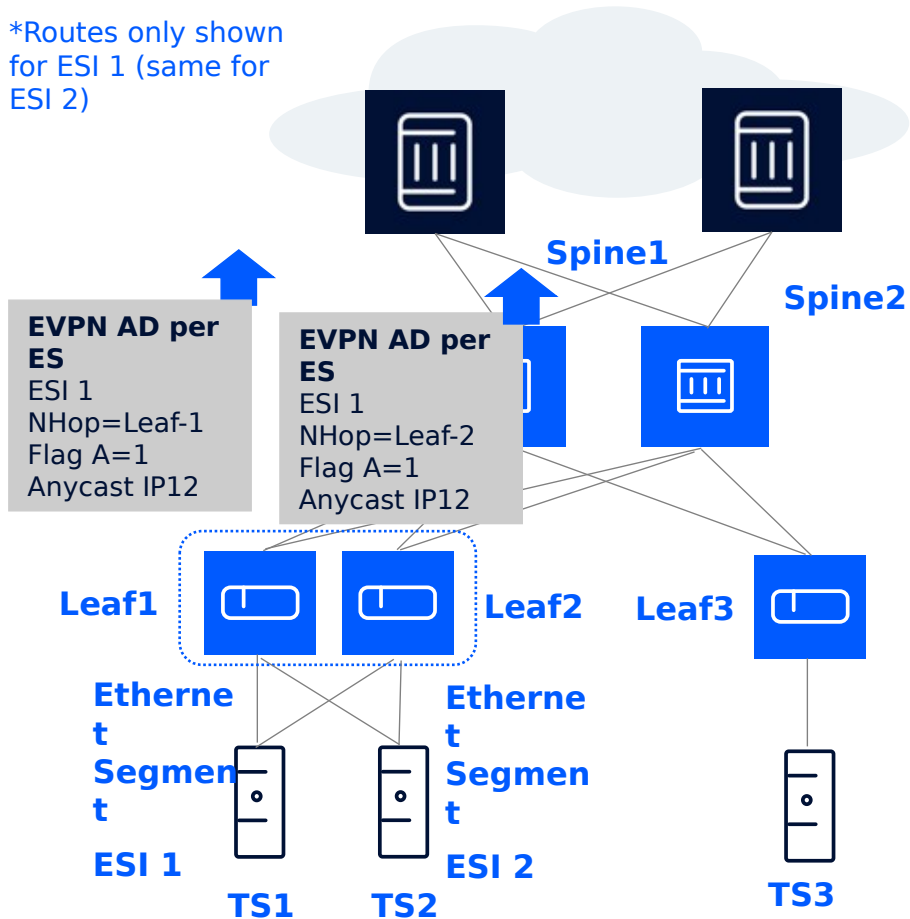 *Routes only shown
for ESI 1 (same for
ESI 2)
Spine1
Spine2
EVPN AD per
ES
ESI 1
NHop=Leaf-1
Flag A=1
Anycast IP12
EVPN AD per
ES
ESI 1
NHop=Leaf-2
Flag A=1
Anycast IP12
Leaf1
Leaf2
Leaf3
Etherne
t
Segmen
t
ESI 1
Etherne
t
Segmen
t
ESI 2
TS1
TS2
TS3